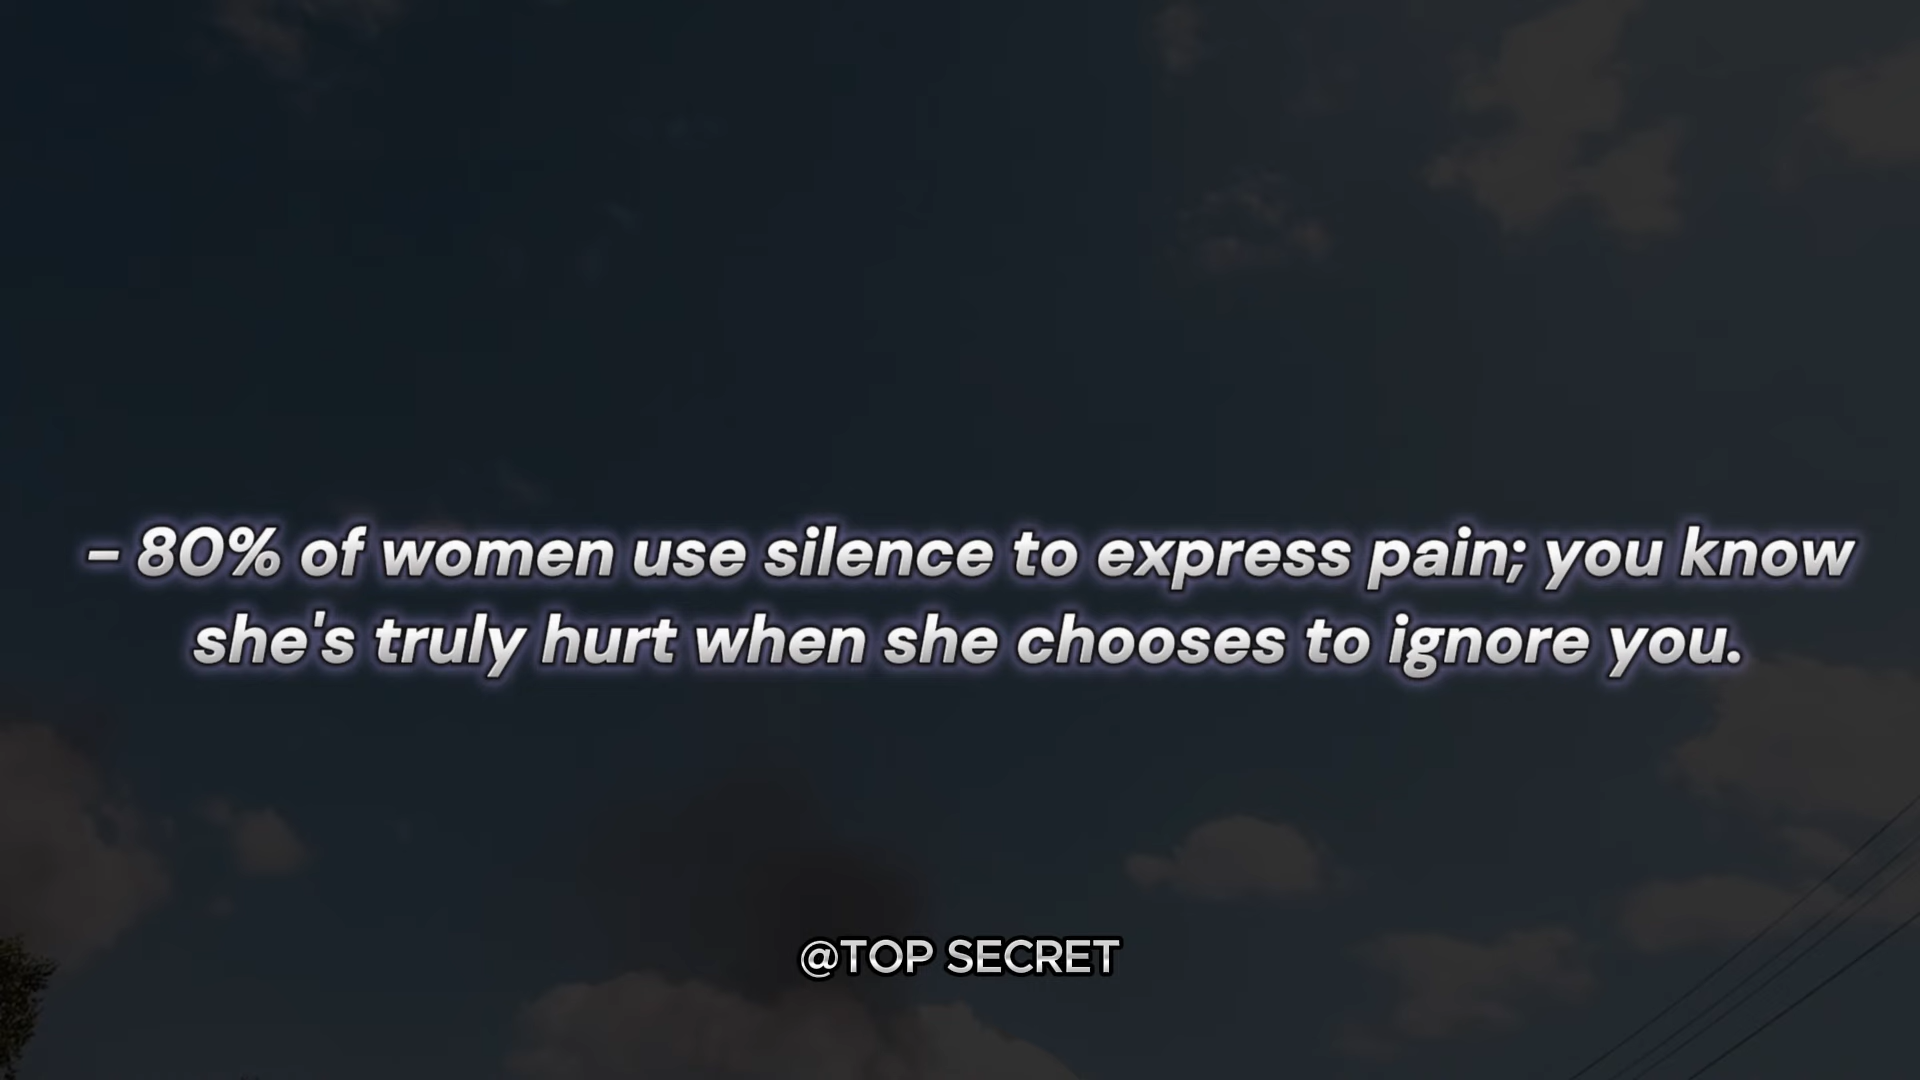 - 80% of women use silence to express pain; you know
she's truly hurt when she chooses to ignore you.
@TOP SECRET